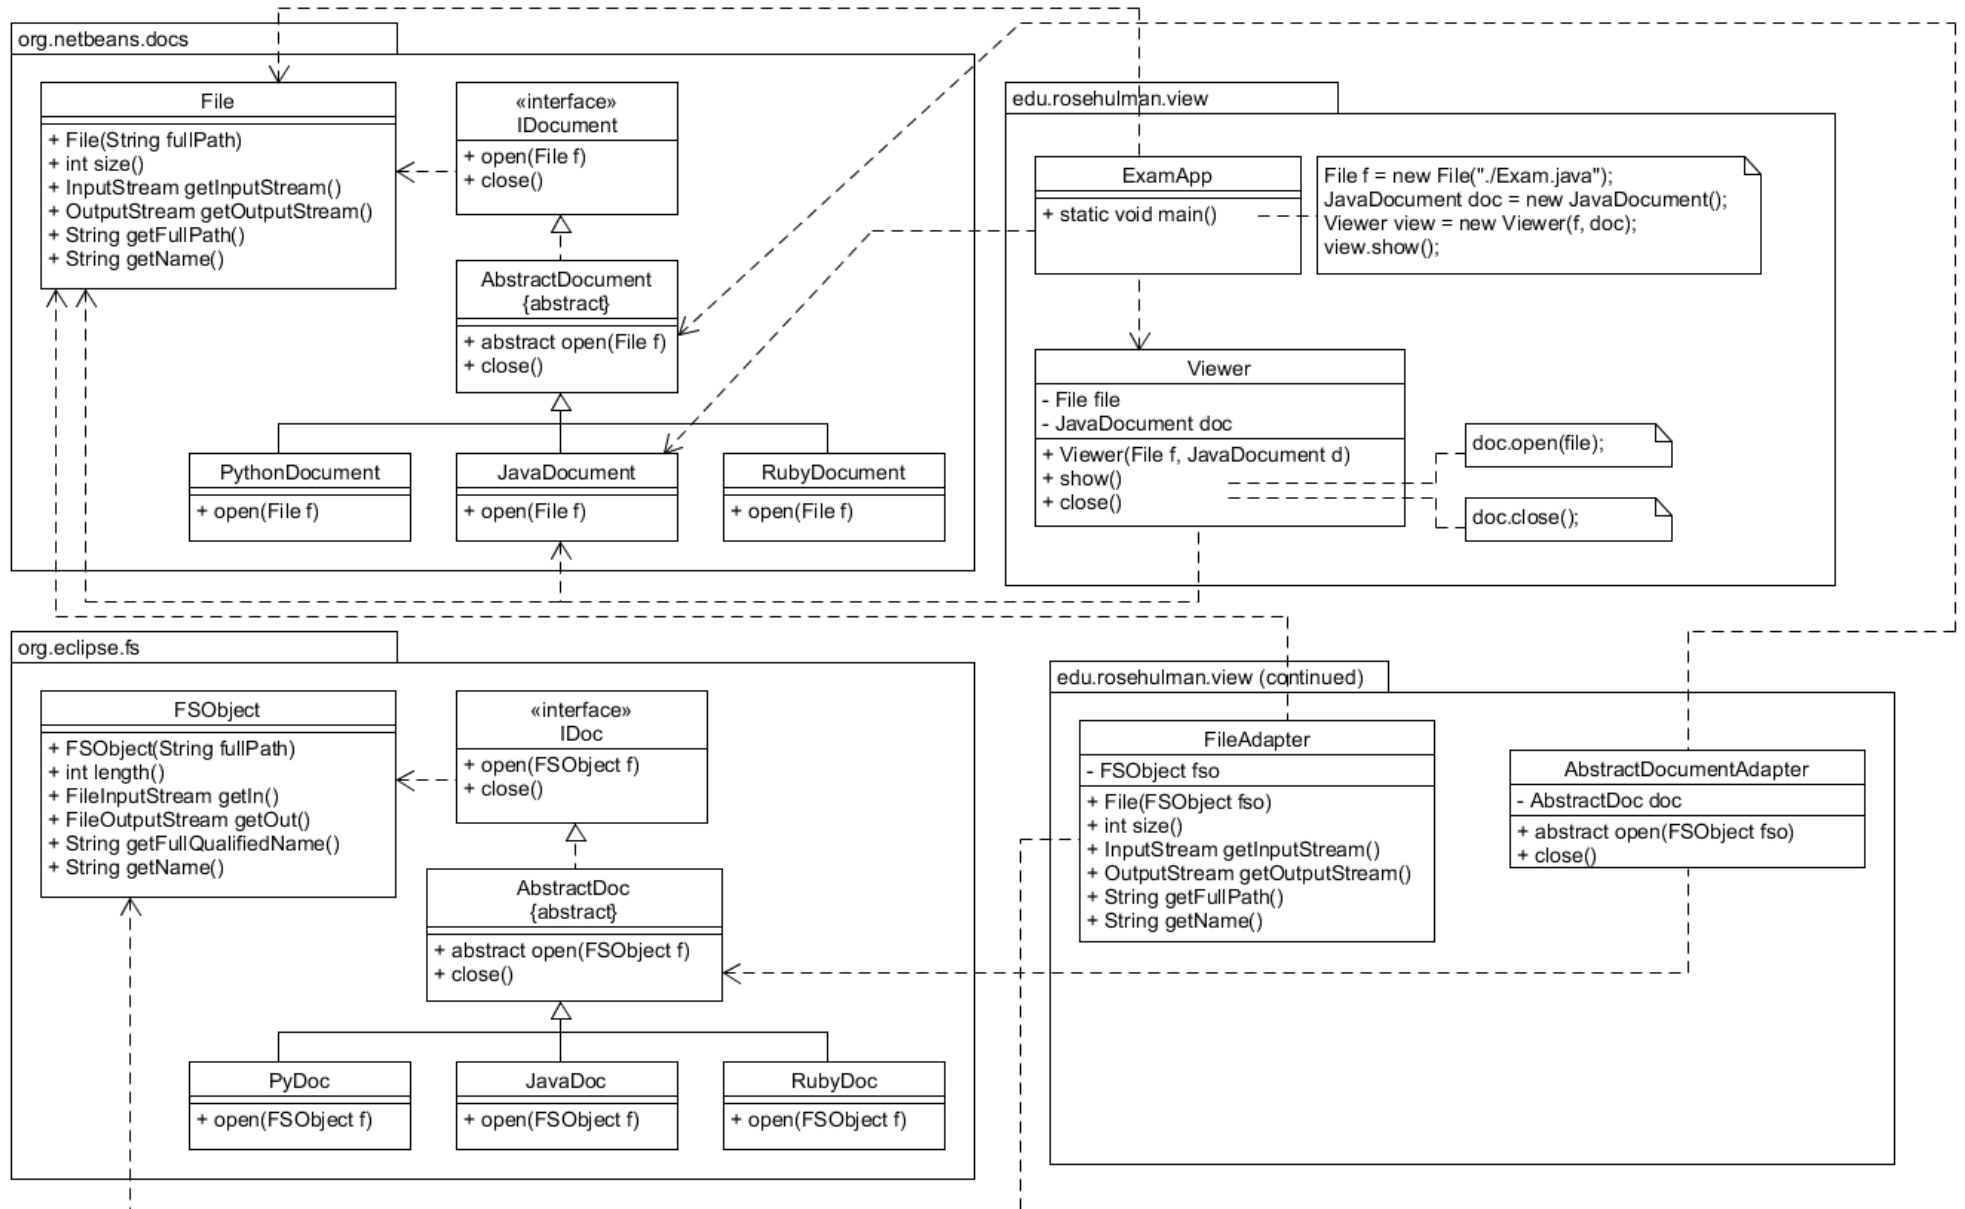 org.netbeans.docs
File
+ File(String fullPath)
+ int size()
+ InputStream getInputStream()
+ OutputStream getOutputStream()
+ String getFullPath()
+ String getName()
«interface»
IDocument
+ open(File f)
+ close()
AbstractDocument
{abstract}
+ abstract open(File f)
+ close()
PythonDocument
+ open(File f)
JavaDocument
+ open(File f)
RubyDocument
+ open(File f)
edu.rosehulman.view
ExamApp
+ static void main()
File f = new File("./Exam.java");
JavaDocument doc = new JavaDocument();
Viewer view = new Viewer(f, doc);
view.show();
Viewer
- File file
- JavaDocument doc
+ Viewer(File f, JavaDocument d)
+ show()
+ close()
doc.open(file);
doc.close();
org.eclipse.fs
FSObject
+ FSObject(String fullPath)
+ int length()
+ FileInputStream getIn()
+ FileOutputStream getOut()
+ String getFullQualifiedName()
+ String getName()
«interface»
IDoc
+ open(FSObject f)
+ close()
AbstractDoc
{abstract}
+ abstract open(FSObject f)
+ close()
PyDoc
+ open(FSObject f)
JavaDoc
+ open(FSObject f)
RubyDoc
+ open(FSObject f)
edu.rosehulman.view (continued)
FileAdapter
- FSObject fso
+ File(FSObject fso)
+ int size()
+ InputStream getInputStream()
+ OutputStream getOutputStream()
+ String getFullPath()
+ String getName()
AbstractDocumentAdapter
- AbstractDoc doc
+ abstract open(FSObject fso)
+ close()